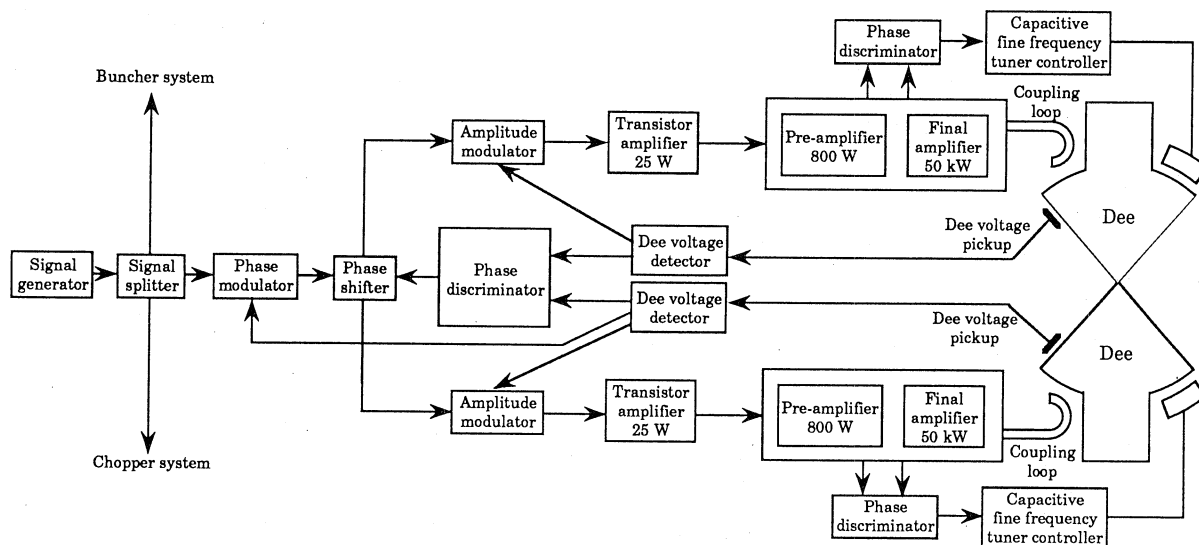 Buncher system
Signal
generator
Signal
splitter
Phase
modulator
Phase
shifter
Chopper system
Amplitude
modulator
Transistor
amplifier
25 W
Pre-amplifier
800 W
Final
amplifier
50 kW
Phase
discriminator
Capacitive
fine frequency
tuner controller
Coupling
loop
Dee
Dee voltage
pickup
Dee voltage
detector
Phase
discriminator
Dee voltage
detector
Dee voltage
pickup
Dee
Amplitude
modulator
Transistor
amplifier
25 W
Pre-amplifier
800 W
Final
amplifier
50 kW
Coupling
loop
Phase
discriminator
Capacitive
fine frequency
tuner controller